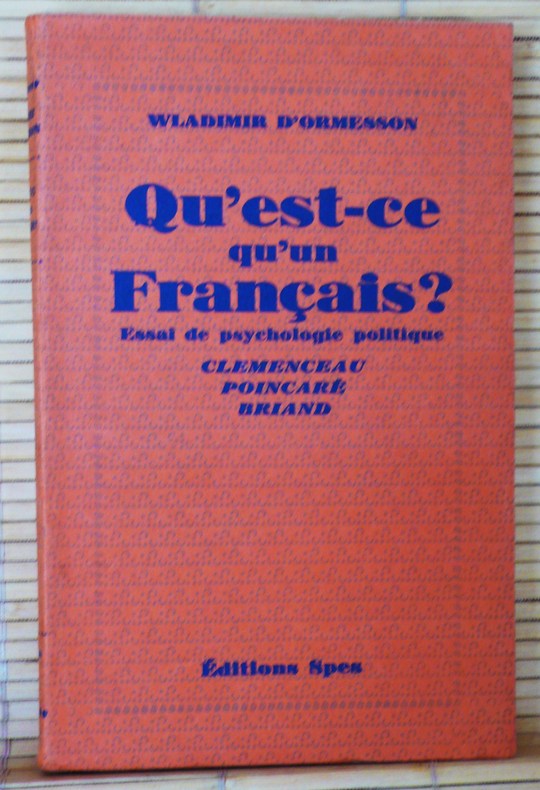 WLADIMIR D'ORMESSON
Qu'est-ce
qu'un
Français?
Essai de psychologie politique
CLEMENCEAU
POINCARÉ
BRIAND
Éditions Spes